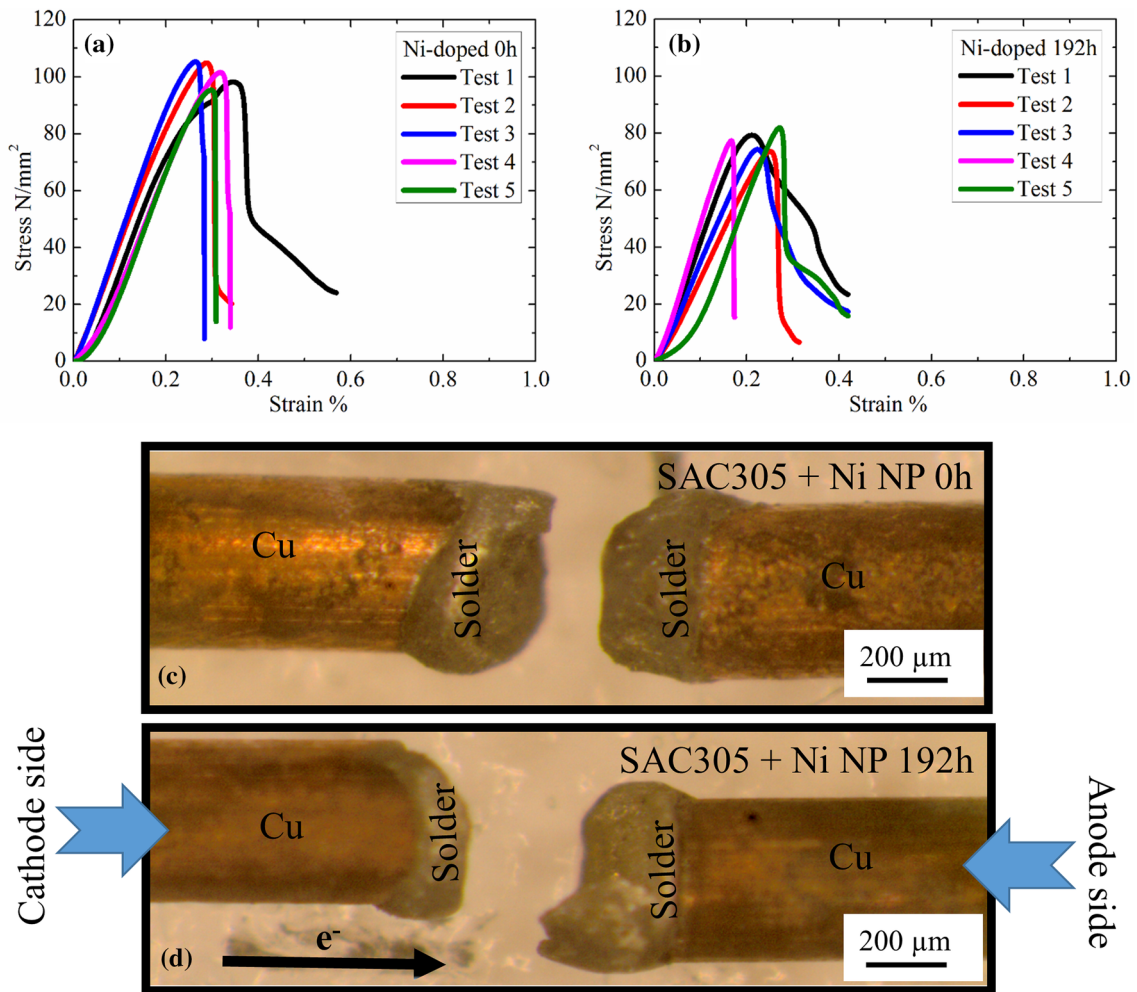 (a)
Ni-doped 0h
Test 1
Test 2
Test 3
Test 4
Test 5
Stress N/mm²
120
100
80
60
40
20
0
0.0 0.2 0.4 0.6 0.8 1.0
Strain %
(b)
Ni-doped 192h
Test 1
Test 2
Test 3
Test 4
Test 5
Stress N/mm²
120
100
80
60
40
20
0
0.0 0.2 0.4 0.6 0.8 1.0
Strain %
SAC305 + Ni NP 0h
Cu
Solder
Solder
Cu
200 µm
(c)
Cathode side
SAC305 + Ni NP 192h
Cu
Solder
Solder
Cu
Anode side
200 µm
e-
(d)